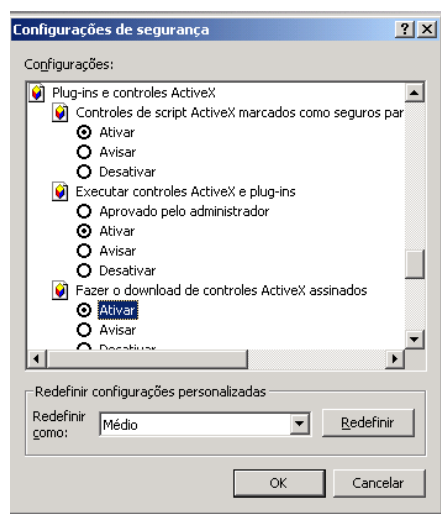 Configurações de segurança
Configurações:
Plug-ins e controles ActiveX
Controles de script ActiveX marcados como seguros par
Ativar
Avisar
Desativar
Executar controles ActiveX e plug-ins
Aprovado pelo administrador
Ativar
Avisar
Desativar
Fazer o download de controles ActiveX assinados
Ativar
Avisar
Desativar
Redefinir configurações personalizadas
Redefinir como:
Médio
Redefinir
OK
Cancelar